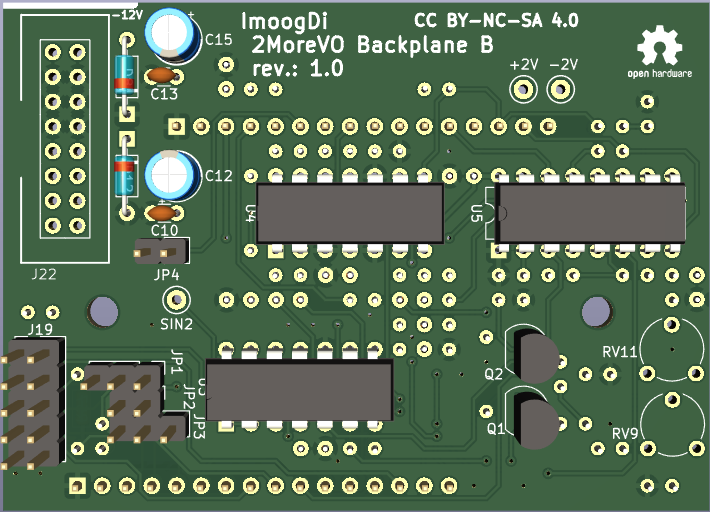 -12V
ImoogDi
CC BY-NC-SA 4.0
+
C15
2MoreVO Backplane B
rev.: 1.0
+2V
-2V
open hardware
C13
C12
+
U4
U5
C10
J22
JP4
SIN2
J19
JP1
RV11
Q2
JP2
JP3
Q1
RV9